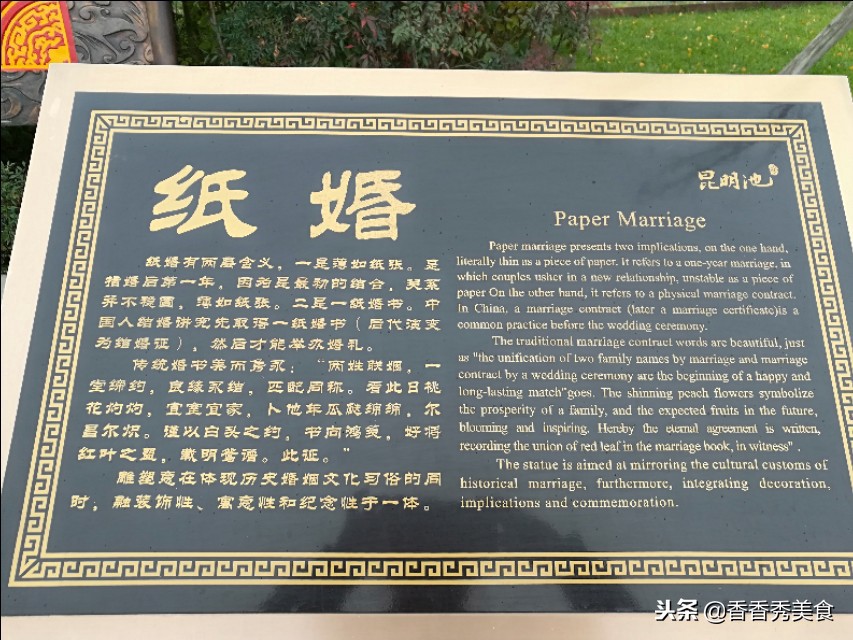 纸婚
纸婚有两层含义，一是薄如纸张。是
指婚后第一年，因为是最初的结合，关系
并不稳固，薄如纸张。二是一纸婚书。中
国人结婚讲究先取得一纸婚书（后代演变
为结婚证），然后才能举办婚礼。
传统婚书美而隽永：“两姓联姻，一
堂缔约，良缘永结，匹配同称。看此日桃
花灼灼，宜室宜家，卜他年瓜瓞绵绵，尔
昌尔炽。谨以白头之约，书向鸿笺，好将
红叶之盟，载明鸳谱。此证。”
雕塑意在体现历史婚姻文化习俗的同
时，融装饰性、寓意性和纪念性于一体。
昆明池
Paper Marriage
Paper marriage presents two implications, on the one hand,
literally thin as a piece of paper. It refers to a one-year marriage, in
which couples usher in a new relationship, unstable as a piece of
paper On the other hand, it refers to a physical marriage contract.
In China, a marriage contract (later a marriage certificate)is a
common practice before the wedding ceremony.
The traditional marriage contract words are beautiful, just
as "the unification of two family names by marriage and marriage
contract by a wedding ceremony are the beginning of a happy and
long-lasting match"goes. The shinning peach flowers symbolize
the prosperity of a family, and the expected fruits in the future,
blooming and inspiring. Hereby the eternal agreement is written,
recording the union of red leaf in the marriage book, in witness" .
The statue is aimed at mirroring the cultural customs of
historical marriage, furthermore, integrating decoration,
implications and commemoration.
头条 @香香秀美食